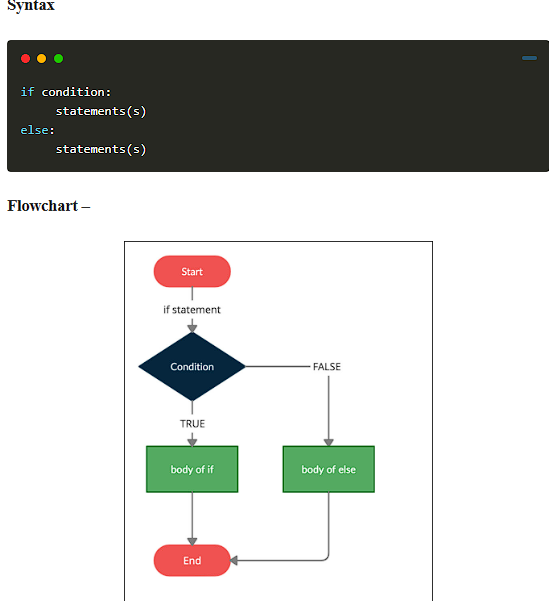 Syntax
if condition:
     statements(s)
else:
     statements(s)
Flowchart –
Start
if statement
Condition
FALSE
TRUE
body of if
body of else
End